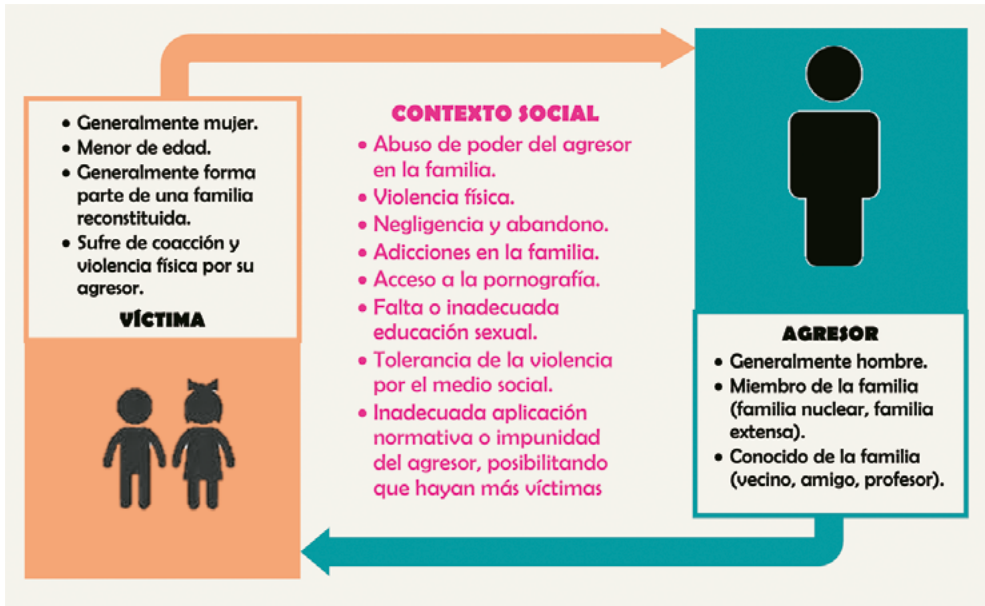 • Generalmente mujer.
• Menor de edad.
• Generalmente forma
parte de una familia
reconstituida.
• Sufre de coacción y
violencia física por su
agresor.
VÍCTIMA
CONTEXTO SOCIAL
• Abuso de poder del agresor
en la familia.
• Violencia física.
• Negligencia y abandono.
• Adicciones en la familia.
• Acceso a la pornografía.
• Falta o inadecuada
educación sexual.
• Tolerancia de la violencia
por el medio social.
• Inadecuada aplicación
normativa o impunidad
del agresor, posibilitando
que hayan más víctimas
AGRESOR
• Generalmente hombre.
• Miembro de la familia
(familia nuclear, familia
extensa).
• Conocido de la familia
(vecino, amigo, profesor).